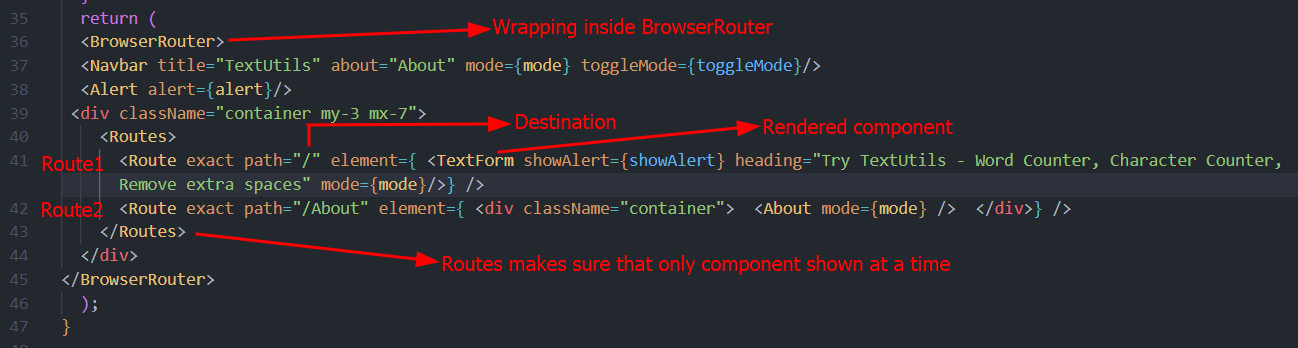 35 return (
36 <BrowserRouter> Wrapping inside BrowserRouter
37 <Navbar title="TextUtils" about="About" mode={mode} toggleMode={toggleMode}/>
38 <Alert alert={alert}/>
39 <div className="container my-3 mx-7">
Destination
40 <Routes> Rendered component
Route1 41 <Route exact path="/" element={ <TextForm showAlert={showAlert} heading="Try TextUtils - Word Counter, Character Counter,
Remove extra spaces" mode={mode}/>} />
Route2 42 <Route exact path="/About" element={ <div className="container"> <About mode={mode} /> </div>} />
43 </Routes>
44 </div>
Routes makes sure that only component shown at a time
45 </BrowserRouter>
46 );
47 }